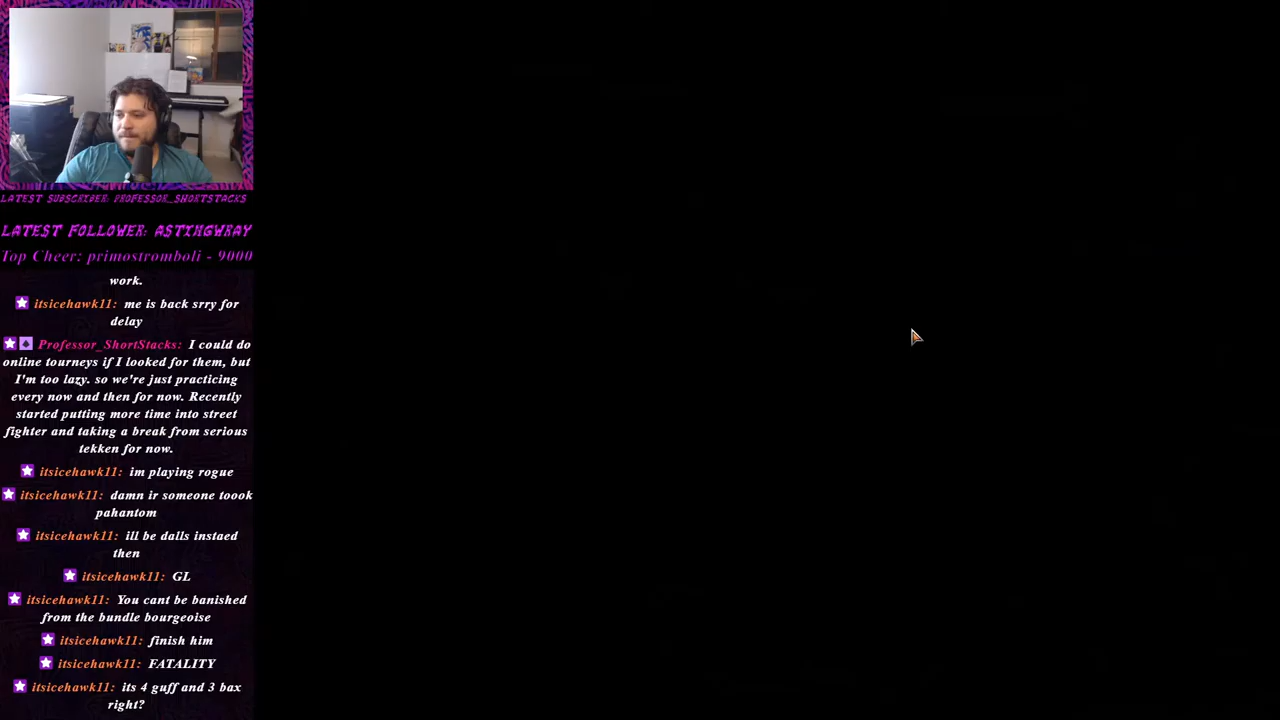 LATEST SUBSCRIBER: PROFESSOR_SHORTSTACKS
LATEST FOLLOWER: ASTINGWRAY
Top Cheer: primostromboli - 9000
work.
itsicehawk11: me is back srry for
delay
Professor_ShortStacks: I could do
online tourneys if I looked for them, but
I'm too lazy. so we're just practicing
every now and then for now. Recently
started putting more time into street
fighter and taking a break from serious
tekken for now.
itsicehawk11: im playing rogue
itsicehawk11: damn ir someone toook
pahantom
itsicehawk11: ill be dalls instaed
then
itsicehawk11: GL
itsicehawk11: You cant be banished
from the bundle bourgeoise
itsicehawk11: finish him
itsicehawk11: FATALITY
itsicehawk11: its 4 guff and 3 bax
right?